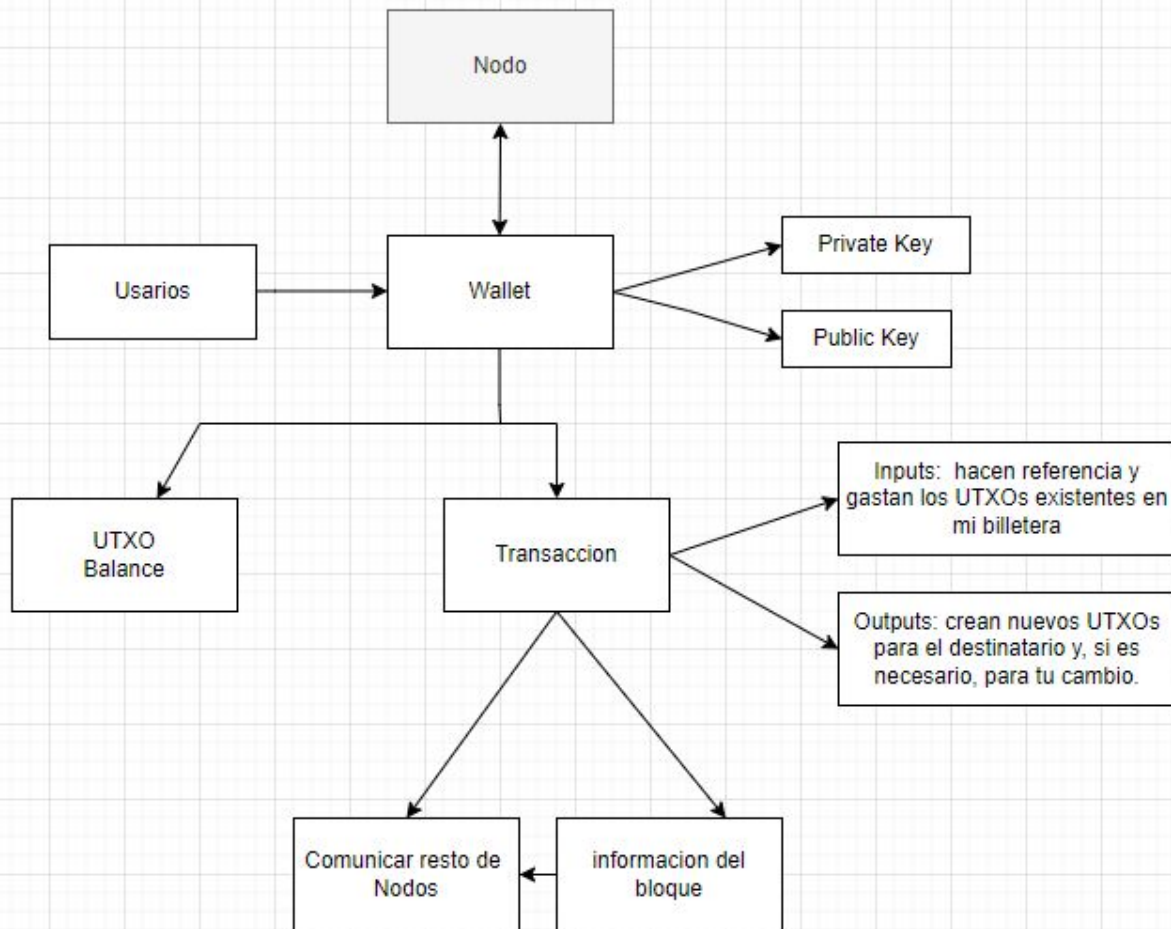 Nodo
Private Key
Usarios
Wallet
Public Key
Inputs: hacen referencia y
gastan los UTXOs existentes en
mi billetera
UTXO
Balance
Transaccion
Outputs: crean nuevos UTXOs
para el destinatario y, si es
necesario, para tu cambio.
Comunicar resto de
Nodos
informacion del
bloque